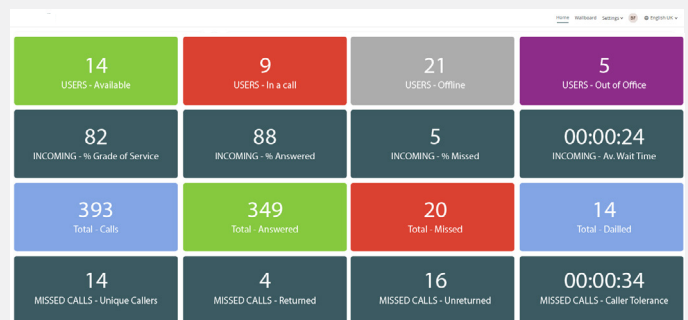 Home Wallboard Settings BF English UK
14 9 21 5
USERS - Available USERS - In a call USERS - Offline USERS - Out of Office
82 88 5 00:00:24
INCOMING - % Grade of Service INCOMING - % Answered INCOMING - % Missed INCOMING - Av. Wait Time
393 349 20 14
Total - Calls Total - Answered Total - Missed Total - Dailled
14 4 16 00:00:34
MISSED CALLS - Unique Callers MISSED CALLS - Returned MISSED CALLS - Unreturned MISSED CALLS - Caller Tolerance